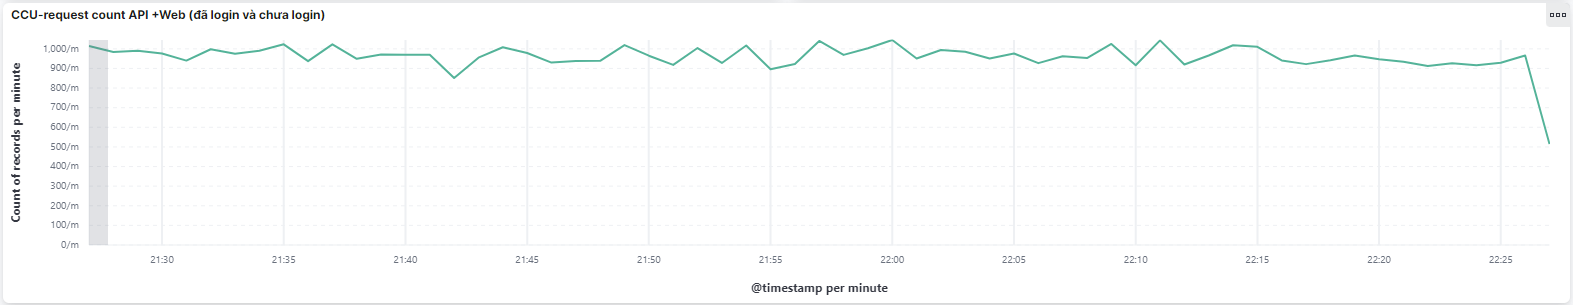 CCU-request count API +Web (đã login và chưa login)
Count of records per minute
1,000/m
900/m
800/m
700/m
600/m
500/m
400/m
300/m
200/m
100/m
0/m
21:30 21:35 21:40 21:45 21:50 21:55 22:00 22:05 22:10 22:15 22:20 22:25
@timestamp per minute